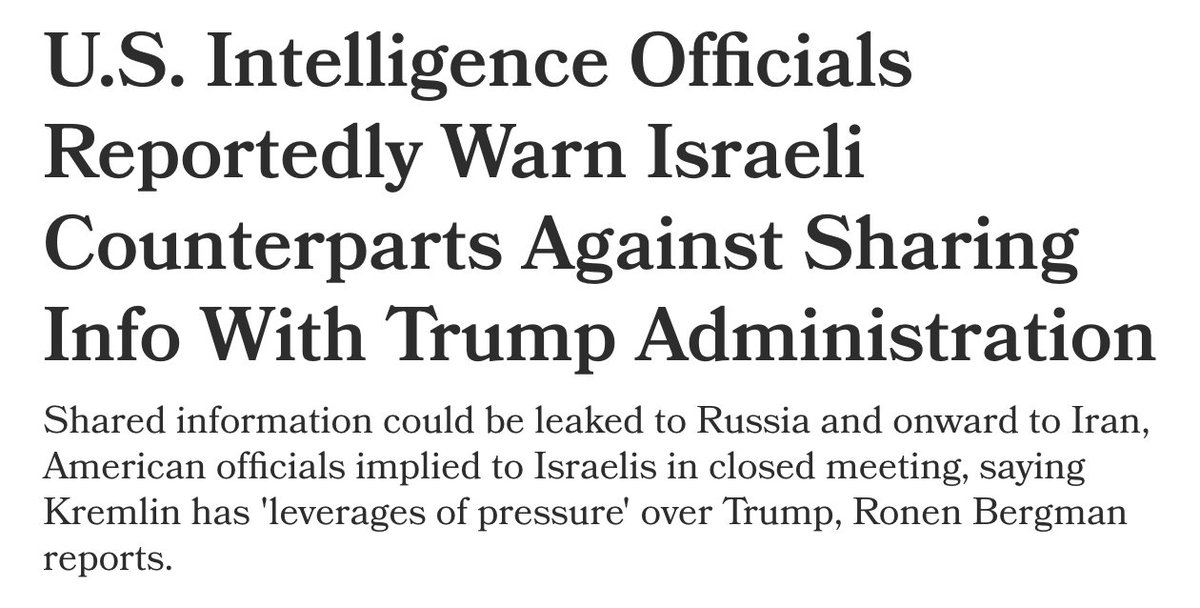 U.S. Intelligence Officials
Reportedly Warn Israeli
Counterparts Against Sharing
Info With Trump Administration
Shared information could be leaked to Russia and onward to Iran,
American officials implied to Israelis in closed meeting, saying
Kremlin has 'leverages of pressure' over Trump, Ronen Bergman
reports.